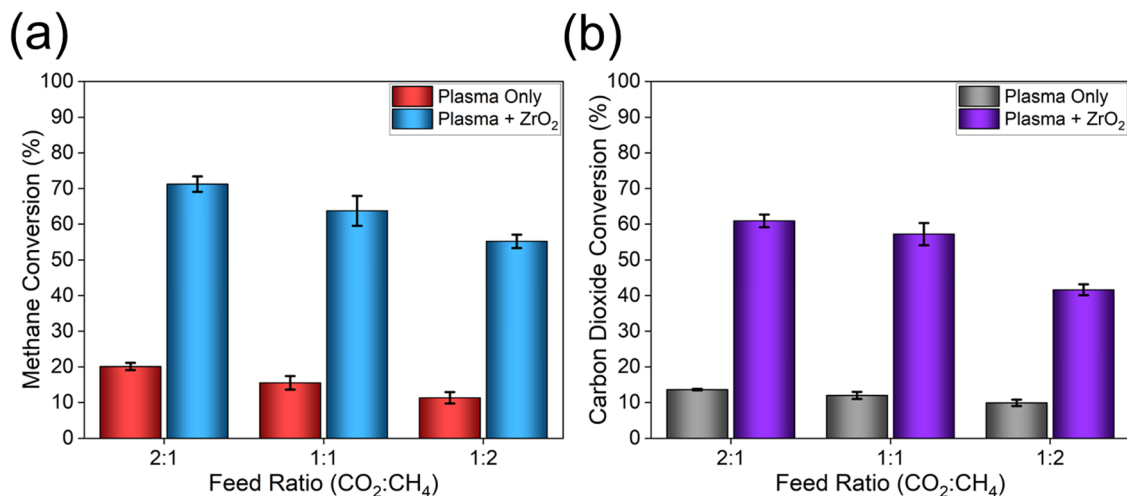 (a)
Methane Conversion (%)
100
90
80
70
60
50
40
30
20
10
0
Plasma Only
Plasma + ZrO₂
2:1
1:1
1:2
Feed Ratio (CO₂:CH₄)
(b)
Carbon Dioxide Conversion (%)
100
90
80
70
60
50
40
30
20
10
0
Plasma Only
Plasma + ZrO₂
2:1
1:1
1:2
Feed Ratio (CO₂:CH₄)